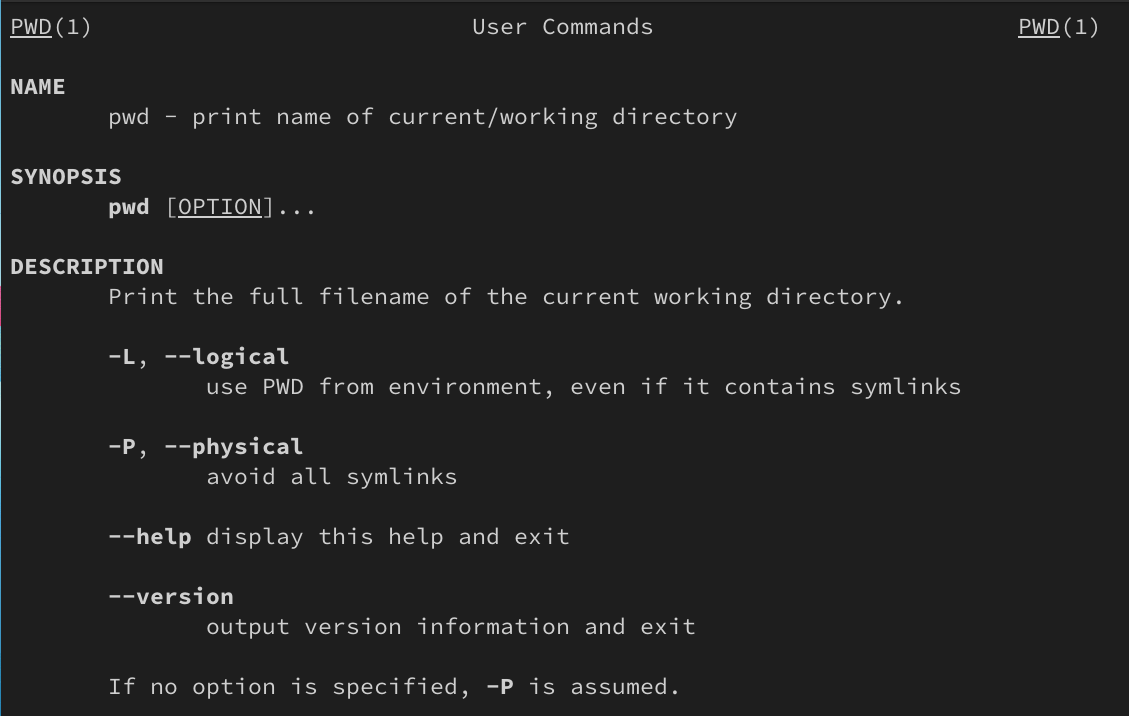 PWD(1) User Commands PWD(1)
NAME
pwd - print name of current/working directory
SYNOPSIS
pwd [OPTION]...
DESCRIPTION
Print the full filename of the current working directory.
-L, --logical
use PWD from environment, even if it contains symlinks
-P, --physical
avoid all symlinks
--help display this help and exit
--version
output version information and exit
If no option is specified, -P is assumed.